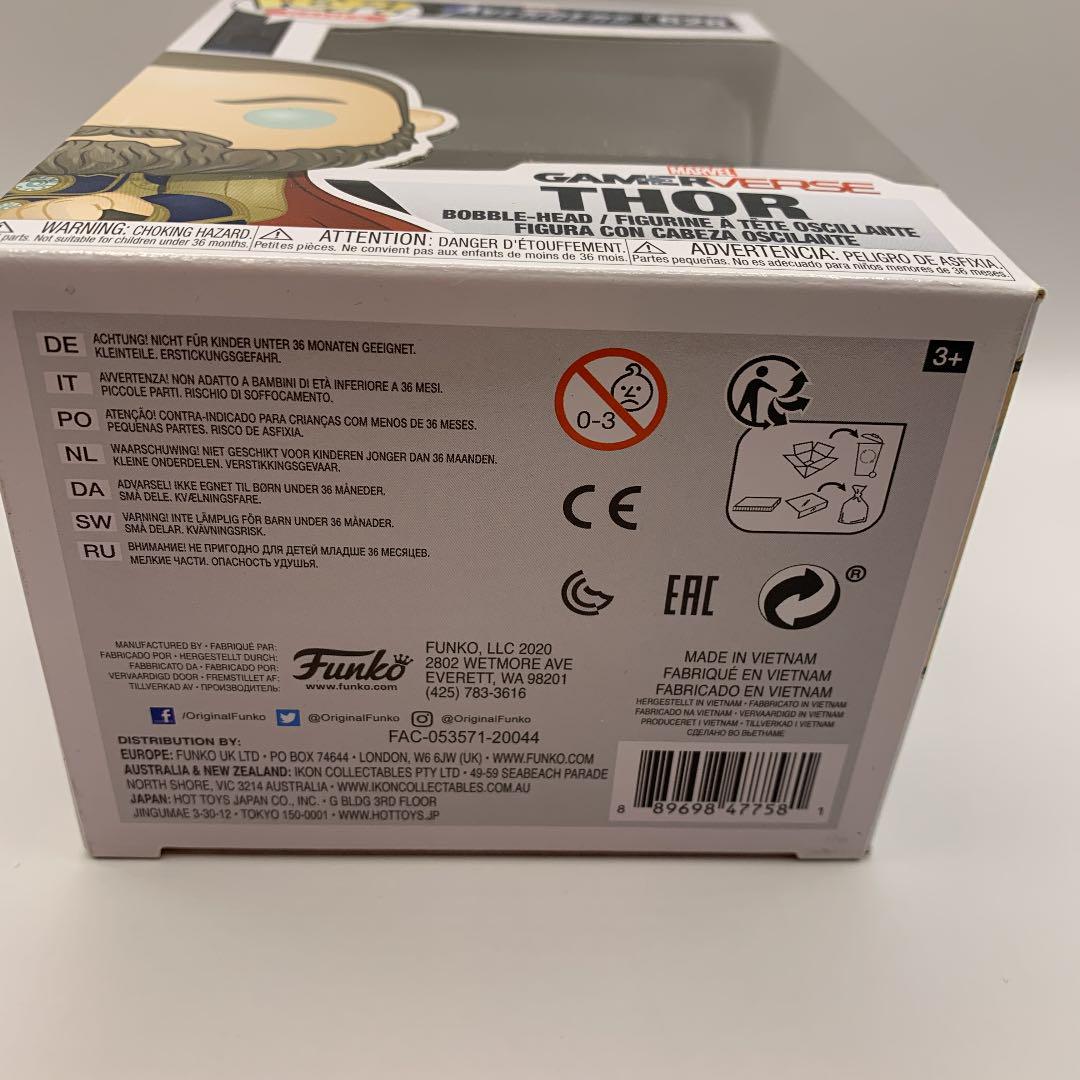 MARVEL
GAMERVERSE
THOR
BOBBLE-HEAD / FIGURINE À TÊTE OSCILLANTE
FIGURA CON CABEZA OSCILANTE
WARNING: CHOKING HAZARD.
parts. Not suitable for children under 36 months.
ATTENTION: DANGER D'ÉTOUFFEMENT.
Petites pièces. Ne convient pas aux enfants de moins de 36 mois.
ADVERTENCIA: PELIGRO DE ASFIXIA.
Partes pequeñas. No es adecuado para niños menores de 36 meses.
DE ACHTUNG! NICHT FÜR KINDER UNTER 36 MONATEN GEEIGNET.
KLEINTEILE. ERSTICKUNGSGEFAHR.
IT AVVERTENZA! NON ADATTO A BAMBINI DI ETÀ INFERIORE A 36 MESI.
PICCOLE PARTI. RISCHIO DI SOFFOCAMENTO.
PO ATENÇÃO! CONTRA-INDICADO PARA CRIANÇAS COM MENOS DE 36 MESES.
PEQUENAS PARTES. RISCO DE ASFIXIA.
NL WAARSCHUWING! NIET GESCHIKT VOOR KINDEREN JONGER DAN 36 MAANDEN.
KLEINE ONDERDELEN. VERSTIKKINGSGEVAAR.
DA ADVARSEL! IKKE EGNET TIL BØRN UNDER 36 MÅNEDER.
SMÅ DELE. KVÆLNINGSFARE.
SW VARNING! INTE LÄMPLIG FÖR BARN UNDER 36 MÅNADER.
SMÅ DELAR. KVÄVNINGSRISK.
RU ВНИМАНИЕ! НЕ ПРИГОДНО ДЛЯ ДЕТЕЙ МЛАДШЕ 36 МЕСЯЦЕВ.
МЕЛКИЕ ЧАСТИ. ОПАСНОСТЬ УДУШЬЯ.
0-3
3+
CE
EAC
®
MANUFACTURED BY • FABRIQUÉ PAR:
FABRICADO POR • HERGESTELLT DURCH:
FABBRICATO DA • FABRICADO POR:
VERVAARDIGD DOOR • FREMSTILLET AF:
TILLVERKAD AV • ПРОИЗВОДИТЕЛЬ:
Funko
www.funko.com
FUNKO, LLC 2020
2802 WETMORE AVE
EVERETT, WA 98201
(425) 783-3616
/OriginalFunko @OriginalFunko @OriginalFunko
FAC-053571-20044
MADE IN VIETNAM
FABRIQUÉ EN VIETNAM
FABRICADO EN VIETNAM
HERGESTELLT IN VIETNAM • FABBRICATO IN VIETNAM
FABRICADO NA VIETNAM • VERVAARDIGD IN VIETNAM
PRODUCERET I VIETNAM • TILLVERKAD I VIETNAM
СДЕЛАНО ВО ВЬЕТНАМЕ
DISTRIBUTION BY:
EUROPE: FUNKO UK LTD • PO BOX 74644 • LONDON, W6 6JW (UK) • WWW.FUNKO.COM
AUSTRALIA & NEW ZEALAND: IKON COLLECTABLES PTY LTD • 49-59 SEABEACH PARADE
NORTH SHORE, VIC 3214 AUSTRALIA • WWW.IKONCOLLECTABLES.COM.AU
JAPAN: HOT TOYS JAPAN CO., INC. • G BLDG 3RD FLOOR
JINGUMAE 3-30-12 • TOKYO 150-0001 • WWW.HOTTOYS.JP
8 89698 47758 1